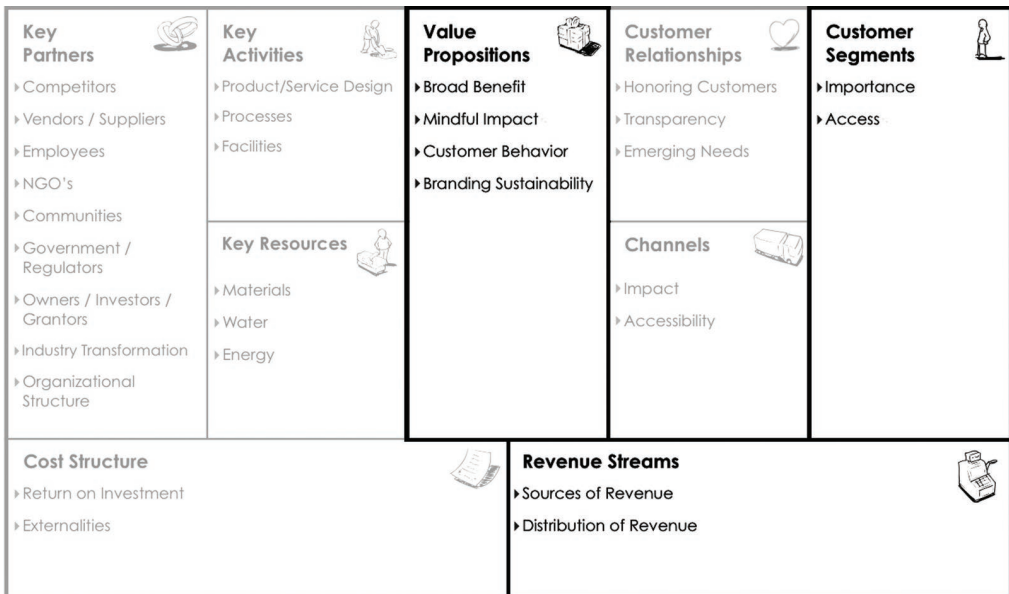 Key
Partners
▸Competitors
▸Vendors / Suppliers
▸Employees
▸NGO's
▸Communities
▸Government /
Regulators
▸Owners / Investors /
Grantors
▸Industry Transformation
▸Organizational
Structure
Key
Activities
▸Product/Service Design
▸Processes
▸Facilities
Key Resources
▸Materials
▸Water
▸Energy
Value
Propositions
▸Broad Benefit
▸Mindful Impact
▸Customer Behavior
▸Branding Sustainability
Customer
Relationships
▸Honoring Customers
▸Transparency
▸Emerging Needs
Channels
▸Impact
▸Accessibility
Customer
Segments
▸Importance
▸Access
Cost Structure
▸Return on Investment
▸Externalities
Revenue Streams
▸Sources of Revenue
▸Distribution of Revenue